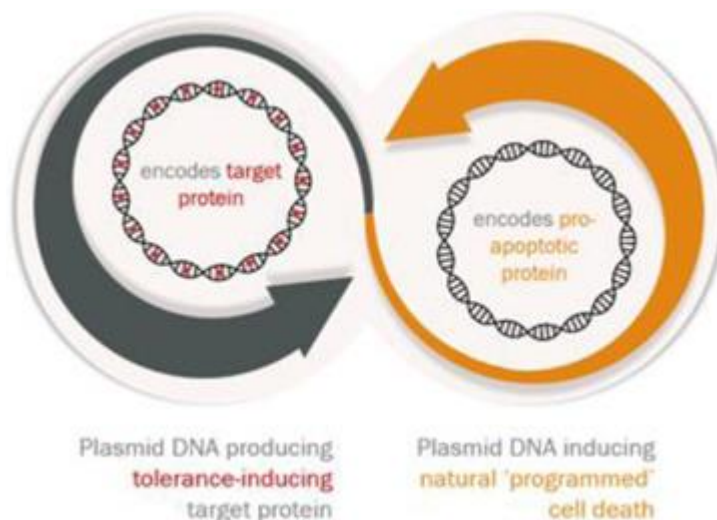 encodes target
protein
encodes pro-
apoptotic
protein
Plasmid DNA producing
tolerance-inducing
target protein
Plasmid DNA inducing
natural 'programmed'
cell death